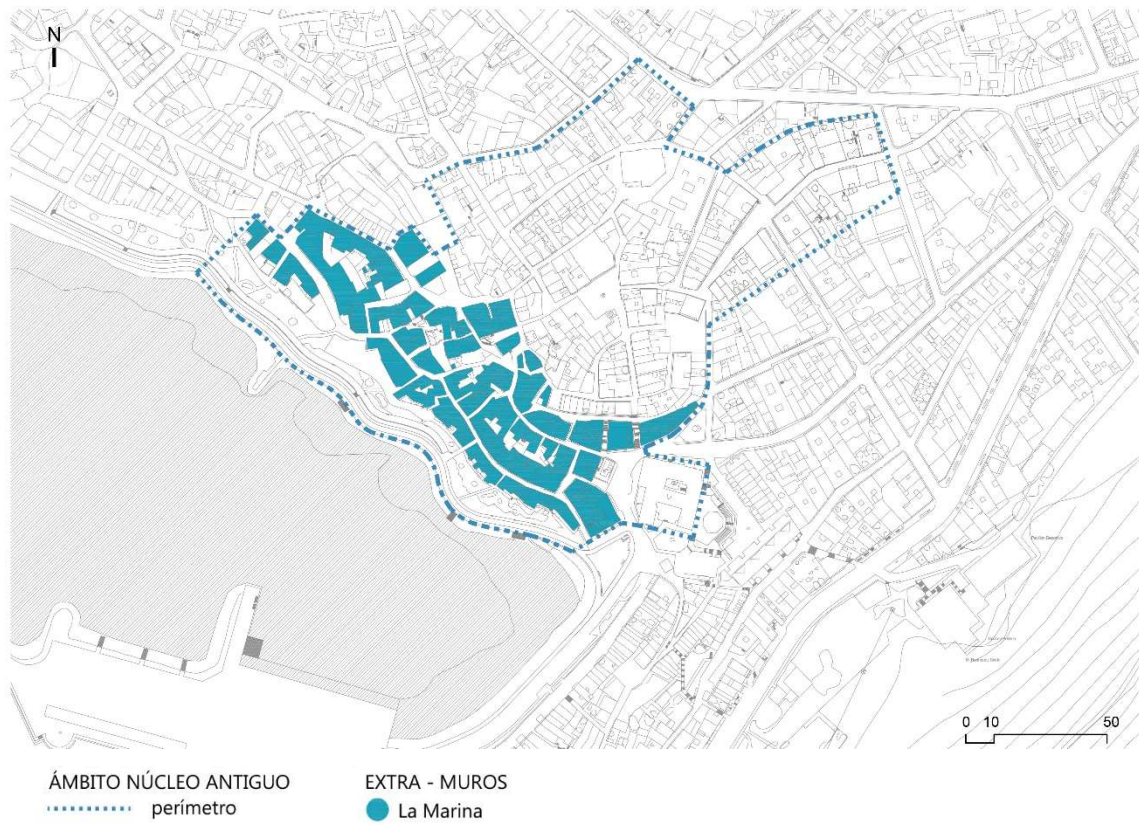 N
0 10 50
ÁMBITO NÚCLEO ANTIGUO
perímetro
EXTRA - MUROS
La Marina